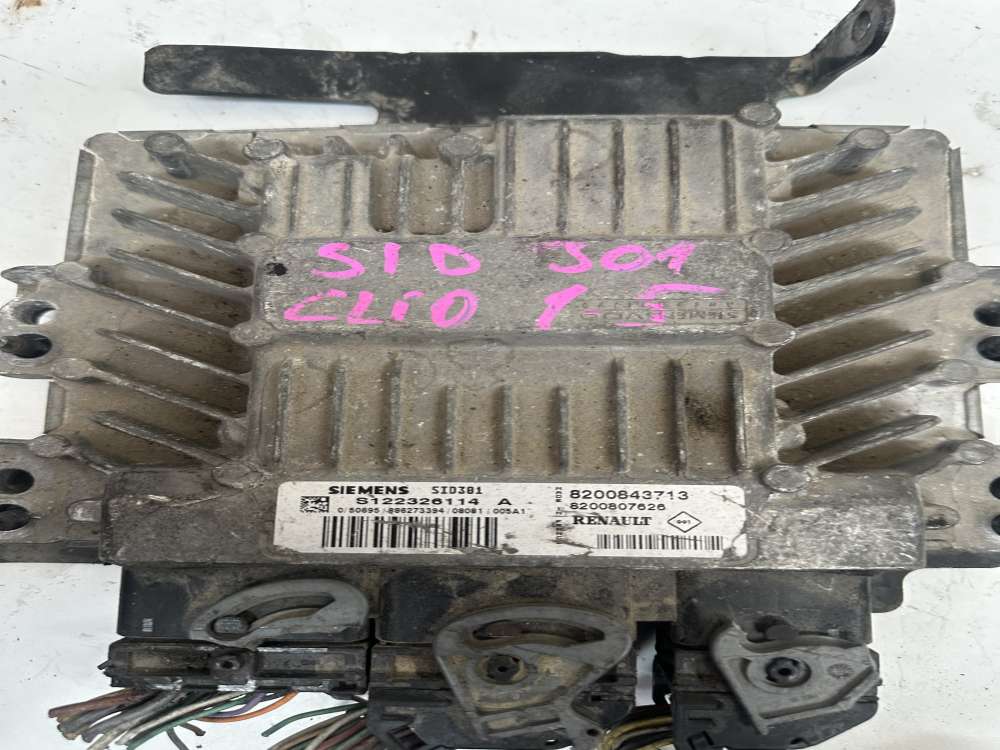 SID 301
CLIO 1 5
SIEMENS SID301
S122326114 A
8200843713
8200807626
RENAULT